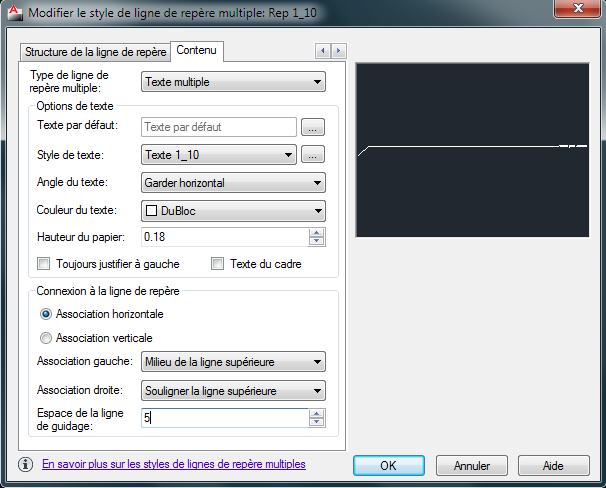 Modifier le style de ligne de repère multiple: Rep 1_10
Structure de la ligne de repère
Contenu
Type de ligne de
repère multiple:
Texte multiple
Options de texte
Texte par défaut:
Texte par défaut
...
Style de texte:
Texte 1_10
...
Angle du texte:
Garder horizontal
Couleur du texte:
DuBloc
Hauteur du papier:
0.18
Toujours justifier à gauche
Texte du cadre
Connexion à la ligne de repère
Association horizontale
Association verticale
Association gauche:
Milieu de la ligne supérieure
Association droite:
Souligner la ligne supérieure
Espace de la ligne
de guidage:
5
En savoir plus sur les styles de lignes de repère multiples
OK
Annuler
Aide